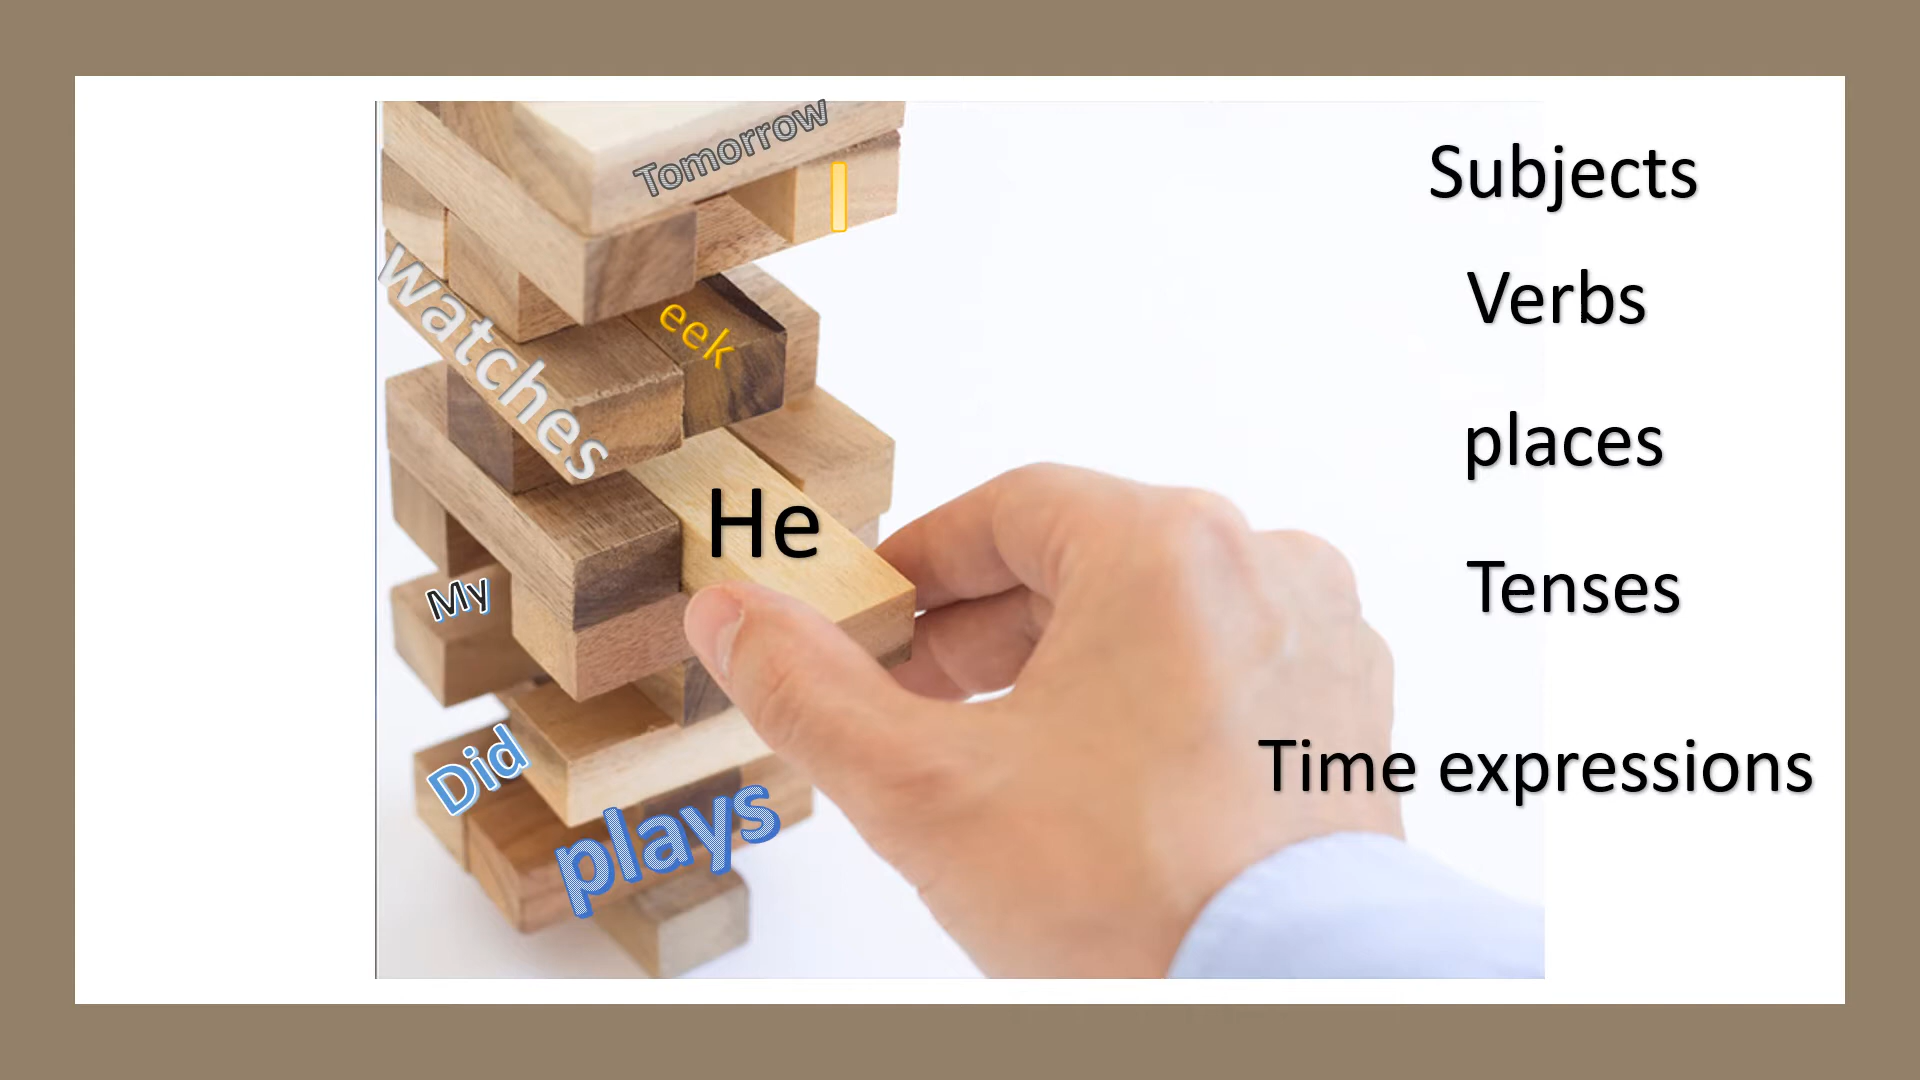 Tomorrow
I
watches
eek
He
My
Did
plays
Subjects
Verbs
places
Tenses
Time expressions